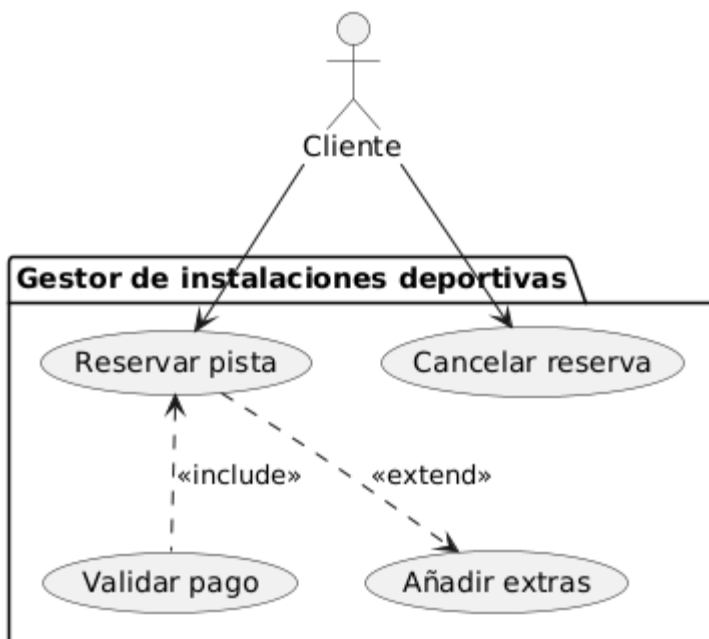 Cliente
Gestor de instalaciones deportivas
Reservar pista
Cancelar reserva
«include»
«extend»
Validar pago
Añadir extras